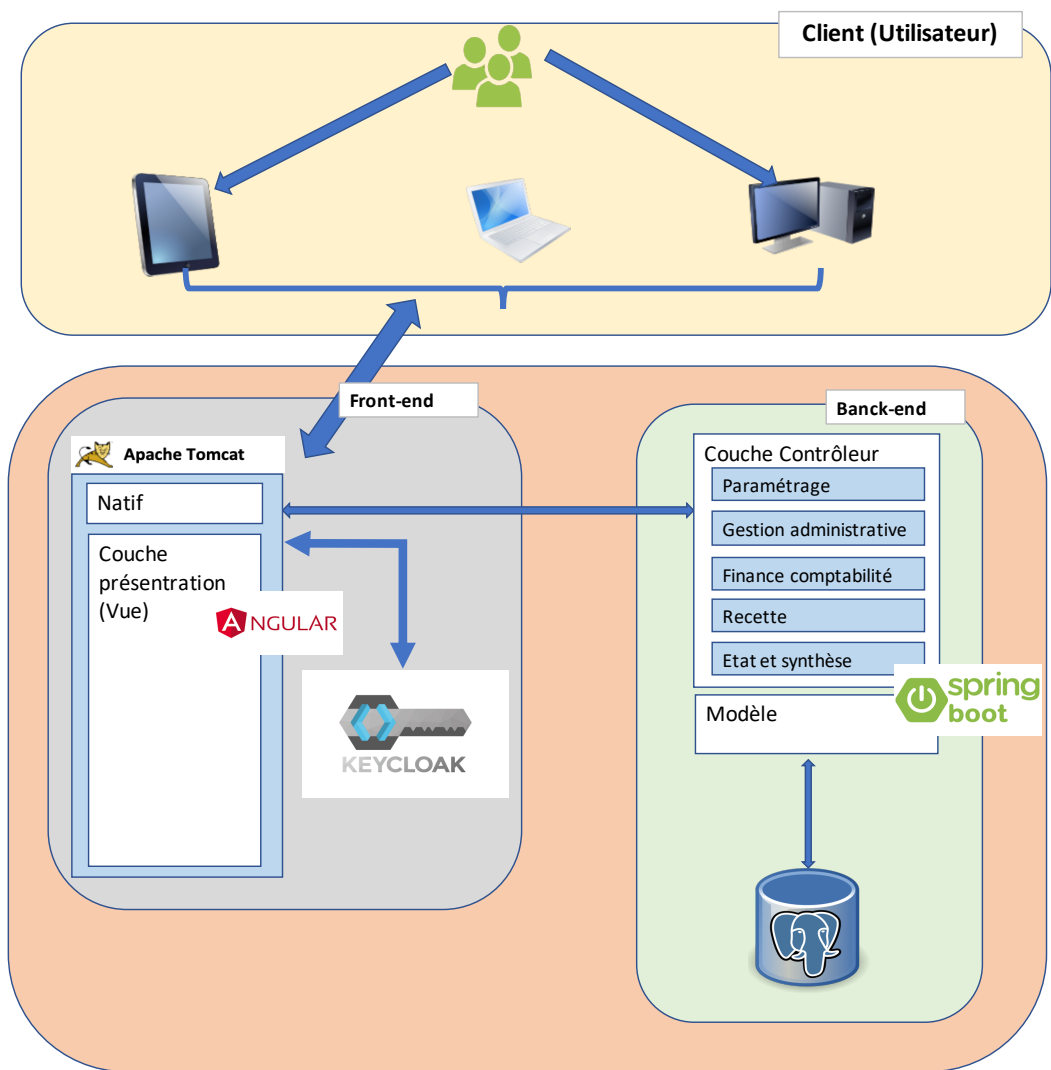 Client (Utilisateur)
Front-end
Apache Tomcat
Natif
Couche
présentration
(Vue)
ANGULAR
KEYCLOAK
Banck-end
Couche Contrôleur
Paramétrage
Gestion administrative
Finance comptabilité
Recette
Etat et synthèse
Modèle
spring
boot